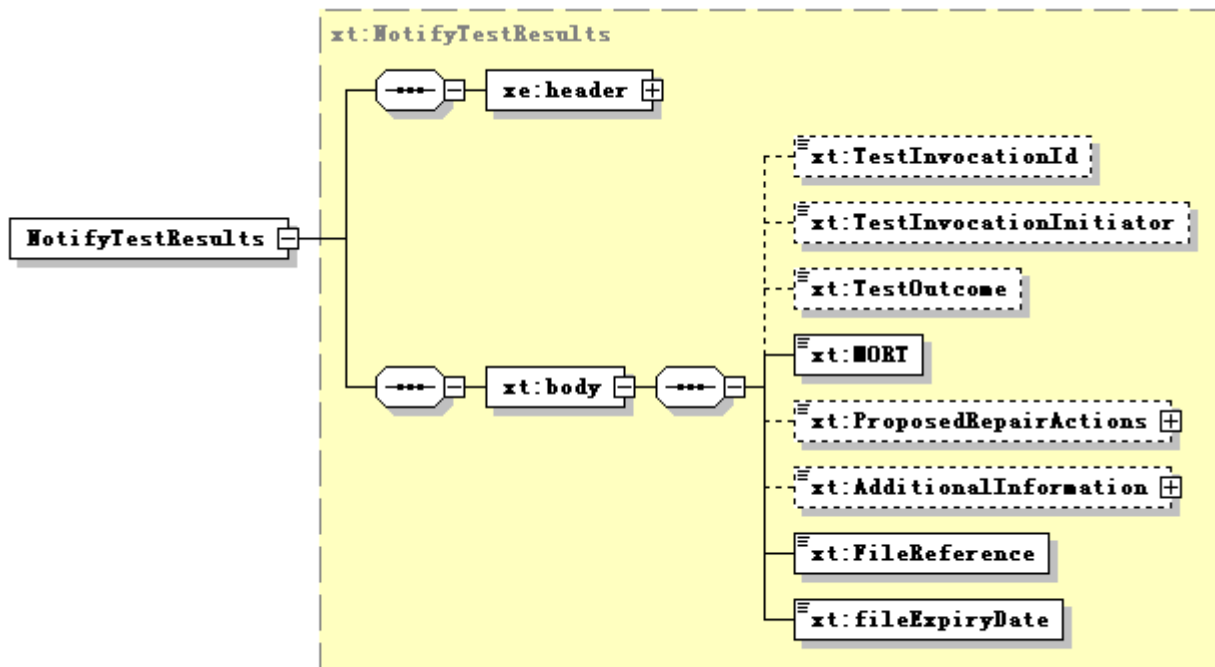 xt:NotifyTestResults
xe:header
xt:TestInvocationId
xt:TestInvocationInitiator
NotifyTestResults
xt:TestOutcome
xt:MORT
xt:body
xt:ProposedRepairActions
xt:AdditionalInformation
xt:FileReference
xt:fileExpiryDate